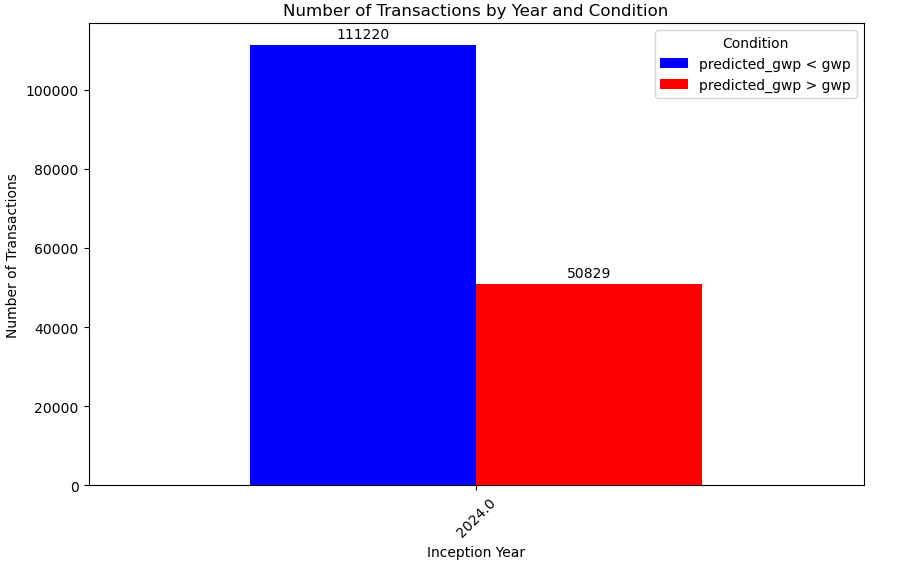 Number of Transactions by Year and Condition
111220
Condition
predicted_gwp < gwp
predicted_gwp > gwp
50829
Number of Transactions
100000
80000
60000
40000
20000
0
2024.0
Inception Year